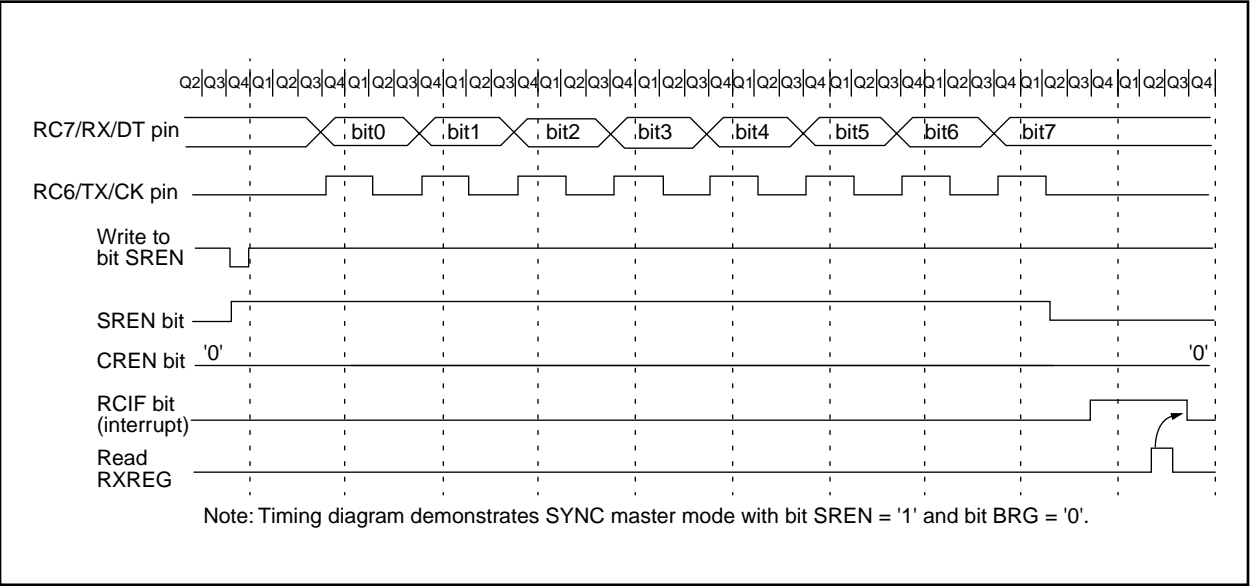 Q2 Q3 Q4 Q1 Q2 Q3 Q4 Q1 Q2 Q3 Q4 Q1 Q2 Q3 Q4 Q1 Q2 Q3 Q4 Q1 Q2 Q3 Q4 Q1 Q2 Q3 Q4 Q1 Q2 Q3 Q4 Q1 Q2 Q3 Q4 Q1 Q2 Q3 Q4 Q1 Q2 Q3 Q4
RC7/RX/DT pin bit0 bit1 bit2 bit3 bit4 bit5 bit6 bit7
RC6/TX/CK pin
Write to
bit SREN
SREN bit
CREN bit '0' '0'
RCIF bit
(interrupt)
Read
RXREG
Note: Timing diagram demonstrates SYNC master mode with bit SREN = '1' and bit BRG = '0'.